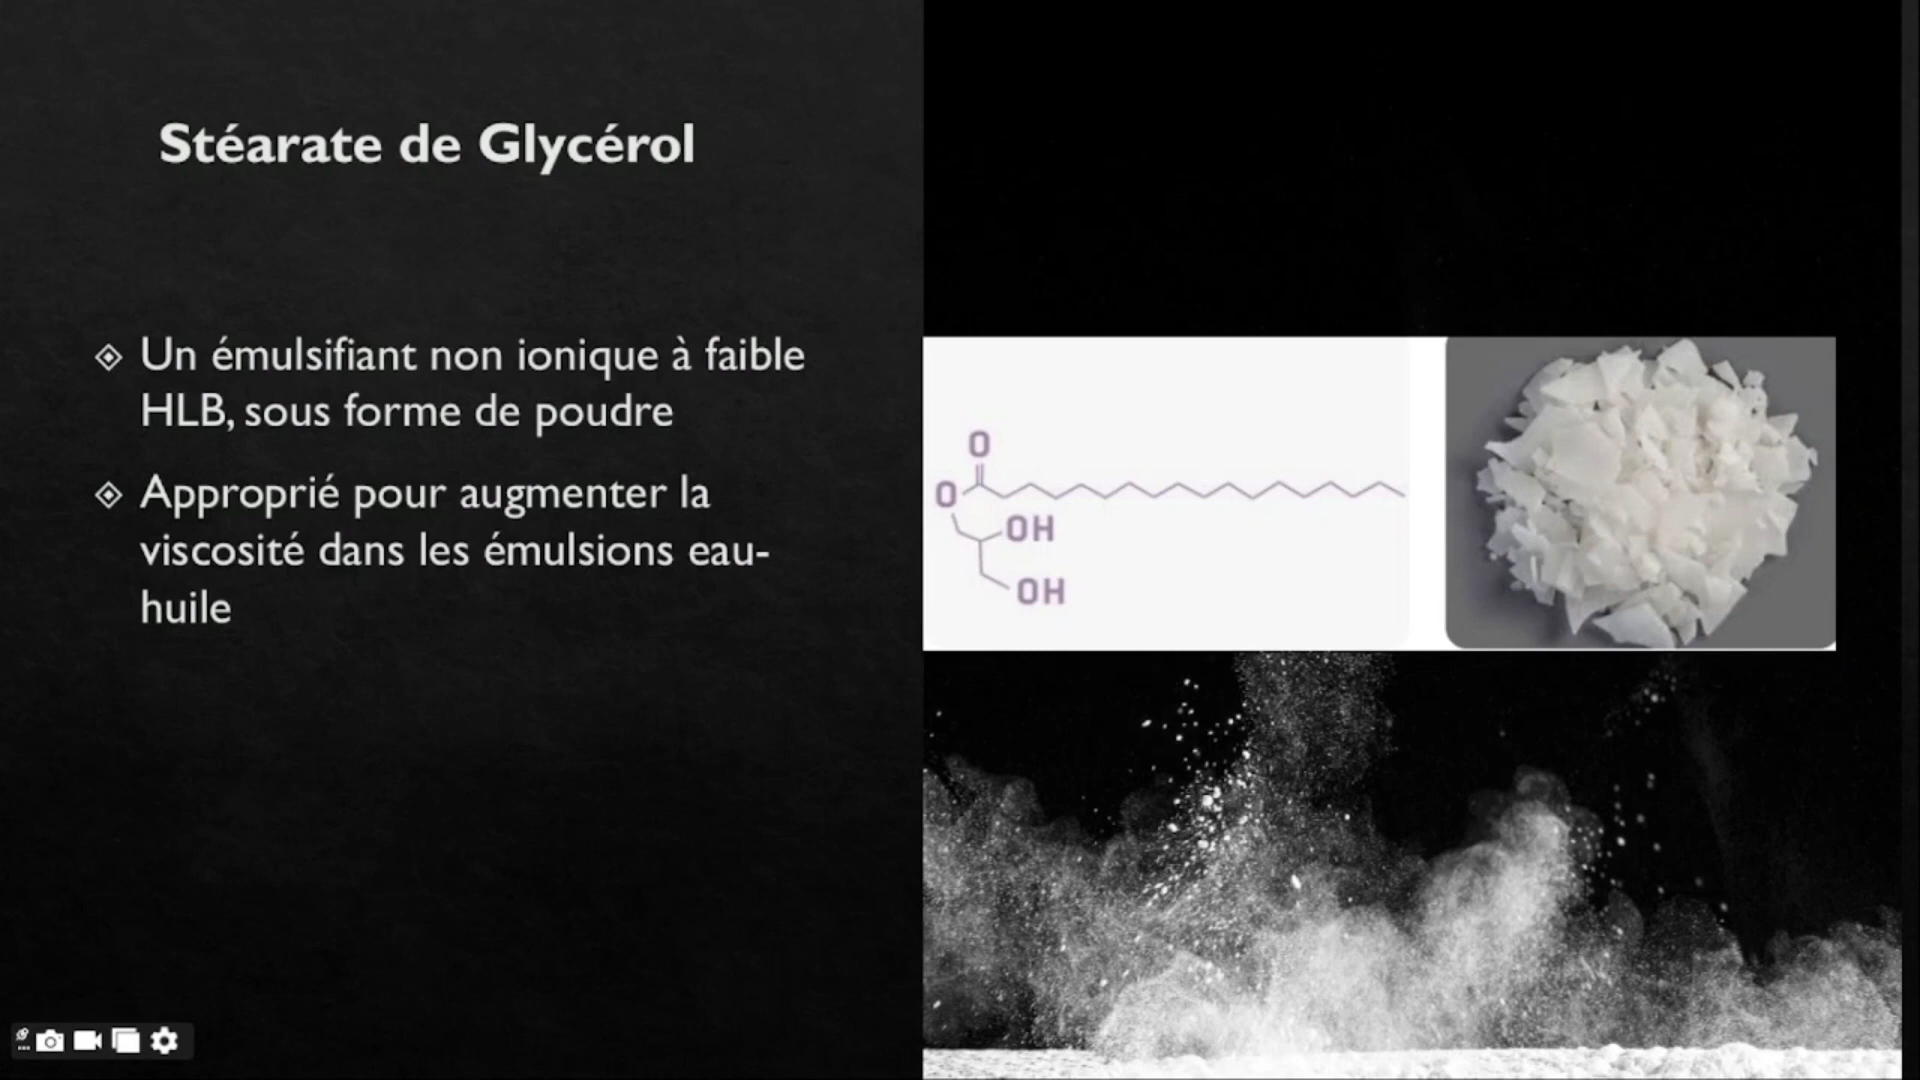 Stéarate de Glycérol
Un émulsifiant non ionique à faible
HLB, sous forme de poudre
Approprié pour augmenter la
viscosité dans les émulsions eau-
huile
O
O
OH
OH